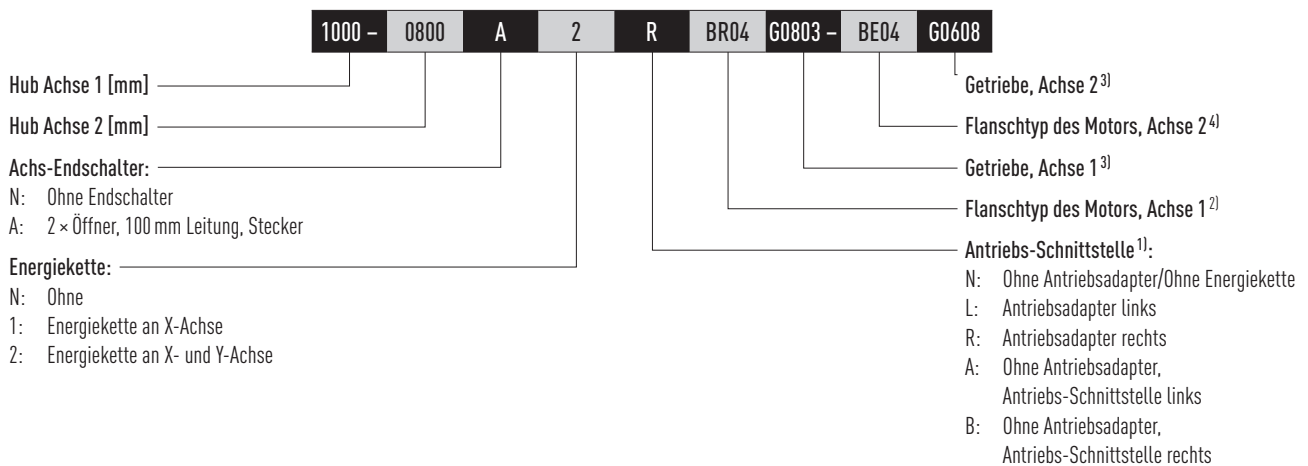 1000 – 0800 A 2 R BR04 G0803 – BE04 G0608
Hub Achse 1 [mm]
Hub Achse 2 [mm]
Achs-Endschalter:
N: Ohne Endschalter
A: 2 × Öffner, 100 mm Leitung, Stecker
Energiekette:
N: Ohne
1: Energiekette an X-Achse
2: Energiekette an X- und Y-Achse
Getriebe, Achse 2 3)
Flanschtyp des Motors, Achse 2 4)
Getriebe, Achse 1 3)
Flanschtyp des Motors, Achse 1 2)
Antriebs-Schnittstelle 1):
N: Ohne Antriebsadapter/Ohne Energiekette
L: Antriebsadapter links
R: Antriebsadapter rechts
A: Ohne Antriebsadapter,
Antriebs-Schnittstelle links
B: Ohne Antriebsadapter,
Antriebs-Schnittstelle rechts